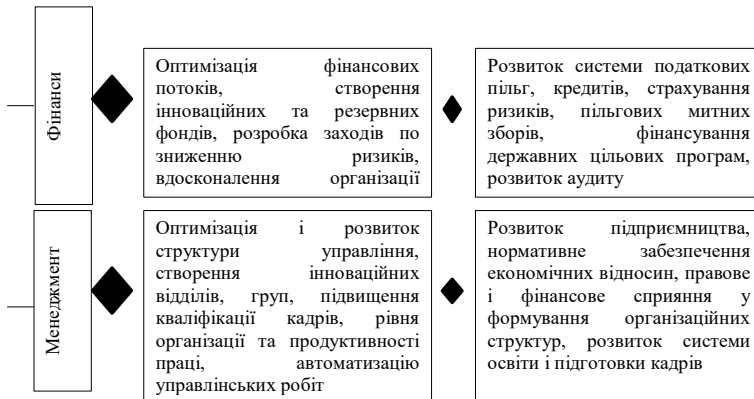 Фінанси
Оптимізація фінансових
потоків, створення
інноваційних та резервних
фондів, розробка заходів по
зниженню ризиків,
вдосконалення організації
Розвиток системи податкових
пільг, кредитів, страхування
ризиків, пільгових митних
зборів, фінансування
державних цільових програм,
розвиток аудиту
Менеджмент
Оптимізація і розвиток
структури управління,
створення інноваційних
відділів, груп, підвищення
кваліфікації кадрів, рівня
організації та продуктивності
праці, автоматизацію
управлінських робіт
Розвиток підприємництва,
нормативне забезпечення
економічних відносин, правове
і фінансове сприяння у
формування організаційних
структур, розвиток системи
освіти і підготовки кадрів